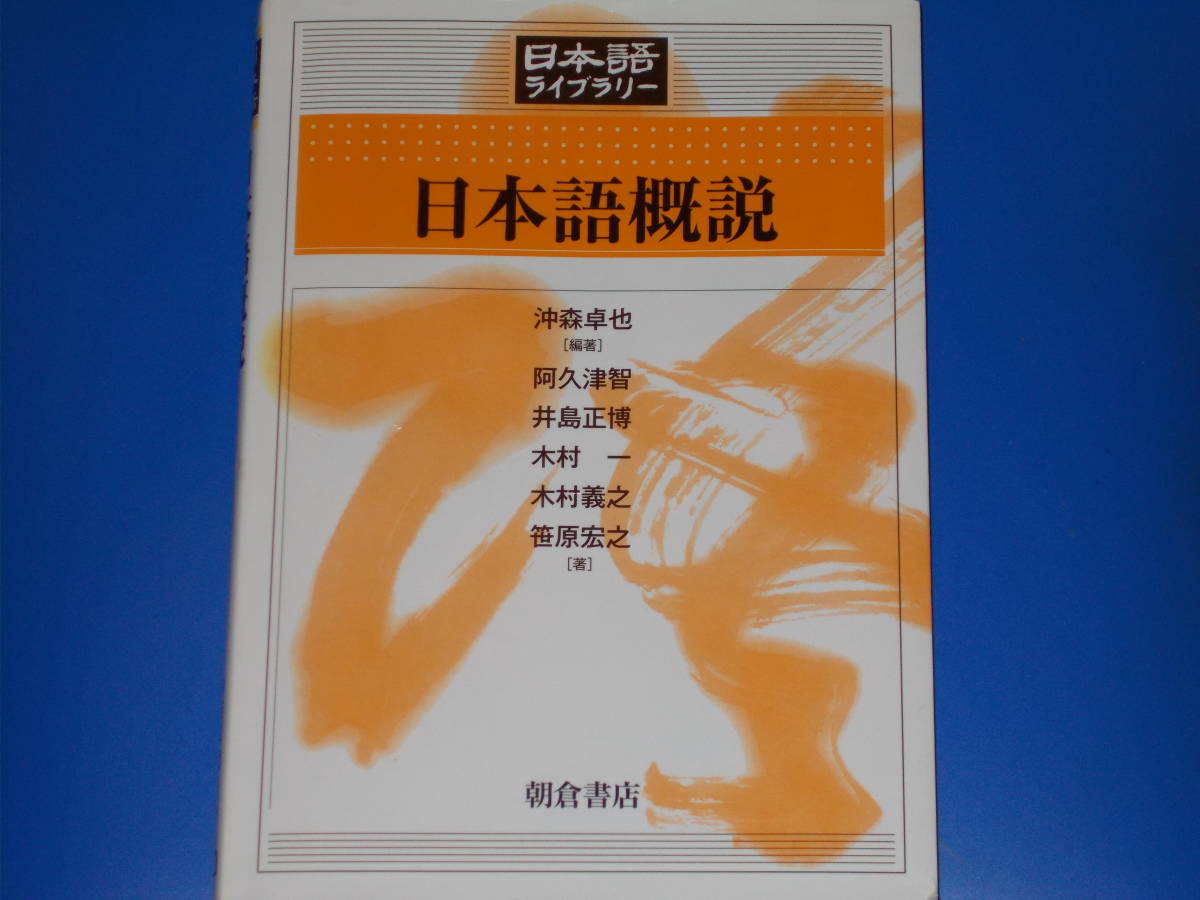 日本語
ライブラリー
日本語概説
沖森卓也
[編著]
阿久津智
井島正博
木村　一
木村義之
笹原宏之
[著]
朝倉書店